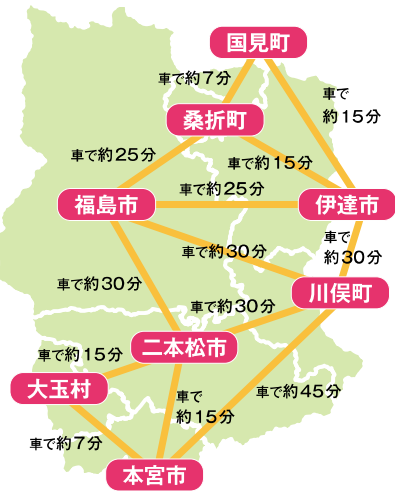 国見町
車で約7分
車で
約15分
桑折町
車で約25分
車で約15分
車で約25分
福島市
伊達市
車で
約30分
車で約30分
車で約30分
川俣町
車で約30分
二本松市
車で約15分
大玉村
車で
約15分
車で約45分
車で約7分
本宮市